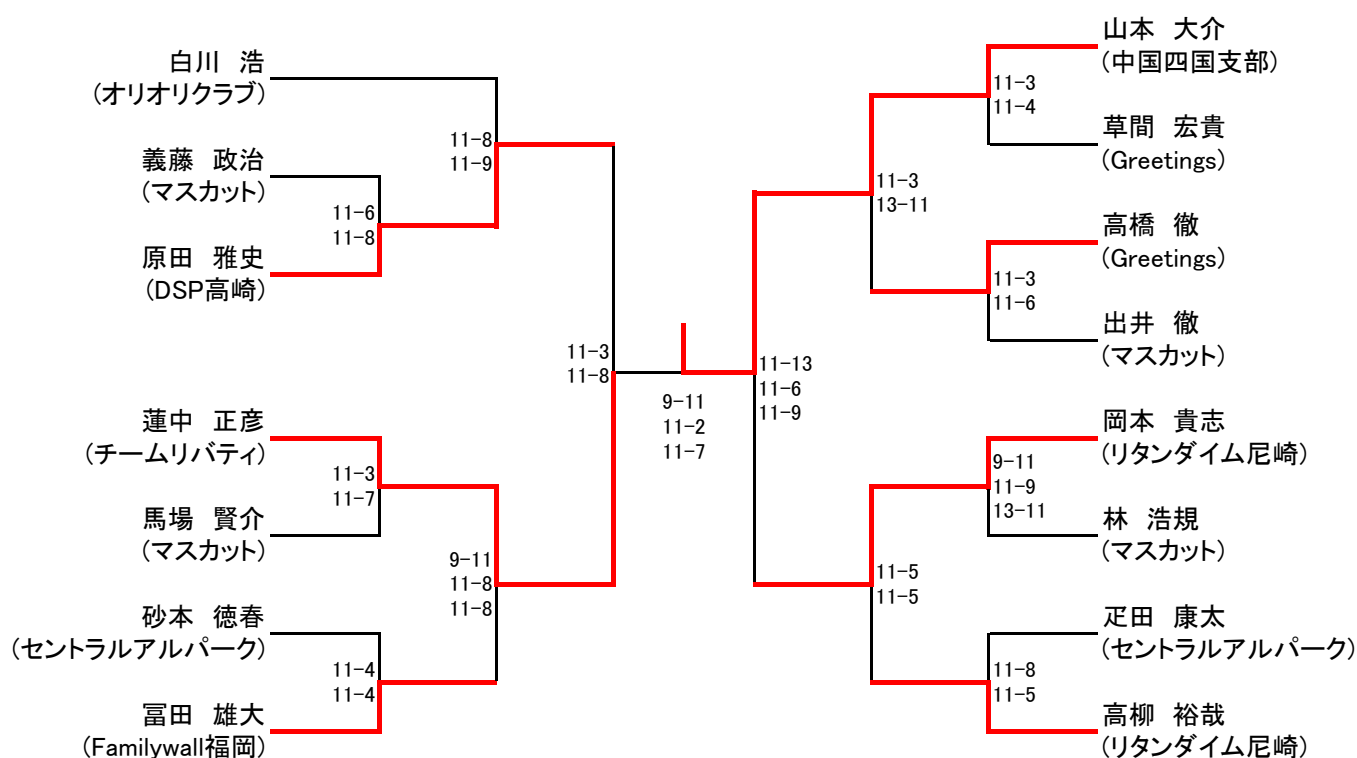 白川 浩
(オリオリクラブ)
11-8
11-9
義藤 政治
(マスカット)
11-6
11-8
原田 雅史
(DSP高崎)
11-3
11-8
蓮中 正彦
(チームリバティ)
11-3
11-7
馬場 賢介
(マスカット)
9-11
11-8
11-8
砂本 徳春
(セントラルアルパーク)
11-4
11-4
冨田 雄大
(Familywall福岡)
9-11
11-2
11-7
山本 大介
(中国四国支部)
11-3
11-4
草間 宏貴
(Greetings)
11-3
13-11
高橋 徹
(Greetings)
11-3
11-6
出井 徹
(マスカット)
11-13
11-6
11-9
岡本 貴志
(リタンダイム尼崎)
9-11
11-9
13-11
林 浩規
(マスカット)
11-5
11-5
疋田 康太
(セントラルアルパーク)
11-8
11-5
高柳 裕哉
(リタンダイム尼崎)